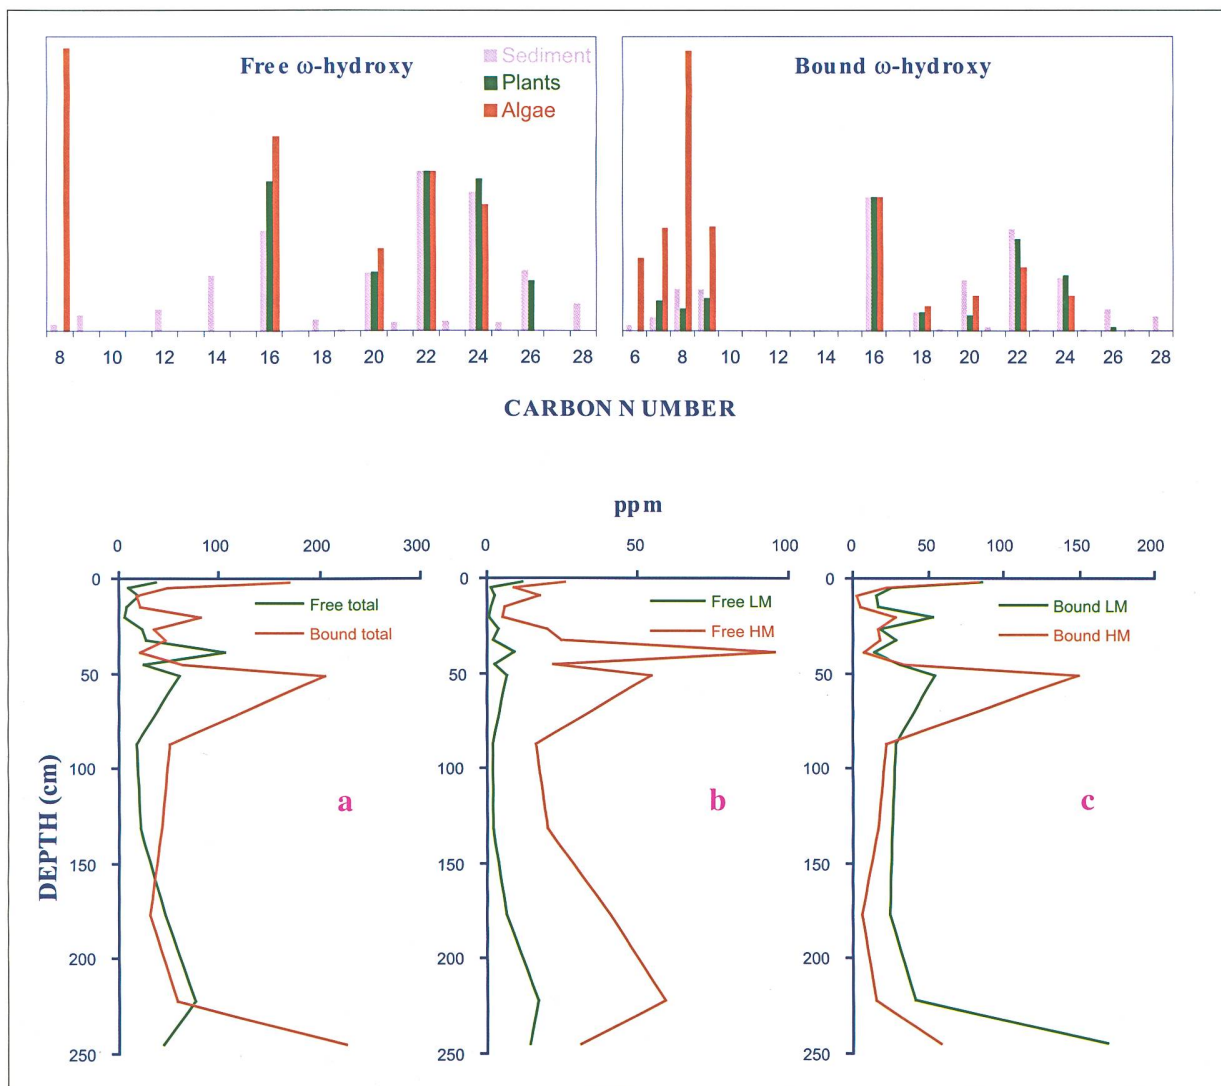 Free ω-hydroxy
Sediment
Plants
Algae
Bound ω-hydroxy
8 10 10 12 14 16 18 20 22 24 26 28
6 8 10 12 14 16 18 20 22 24 26 28
CARBON NUMBER
ppm
0 100 200 300
0 50 100
0 50 100 150 200
DEPTH (cm)
0
50
100
150
200
250
Free total
Bound total
a
0
50
100
150
200
250
Free LM
Free HM
b
0
50
100
150
200
250
Bound LM
Bound HM
c